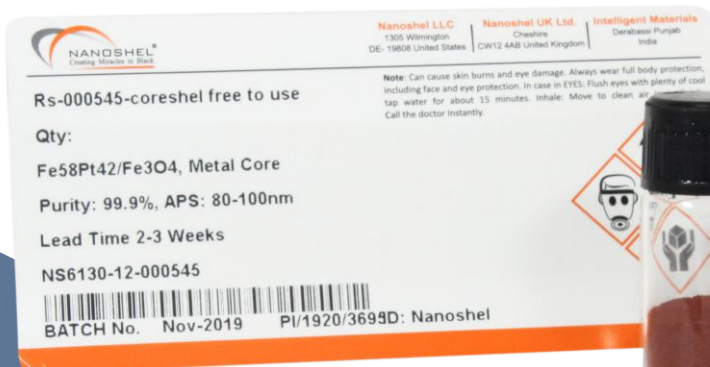 NANOSHEL®
Creating Miracles in Black
Nanoshel LLC
1305 Wilmington
DE- 19808 United States
Nanoshel UK Ltd.
Cheshire
CW12 4AB United Kingdom
Intelligent Materials
Derabassi Punjab
India
Note: Can cause skin burns and eye damage. Always wear full body protection,
including face and eye protection. In case in EYES: Flush eyes with plenty of cool
tap water for about 15 minutes. Inhale: Move to clean air
Call the doctor Instantly.
Rs-000545-coreshel free to use
Qty:
Fe58Pt42/Fe3O4, Metal Core
Purity: 99.9%, APS: 80-100nm
Lead Time 2-3 Weeks
NS6130-12-000545
BATCH No. Nov-2019 PI/1920/3695D: Nanoshel